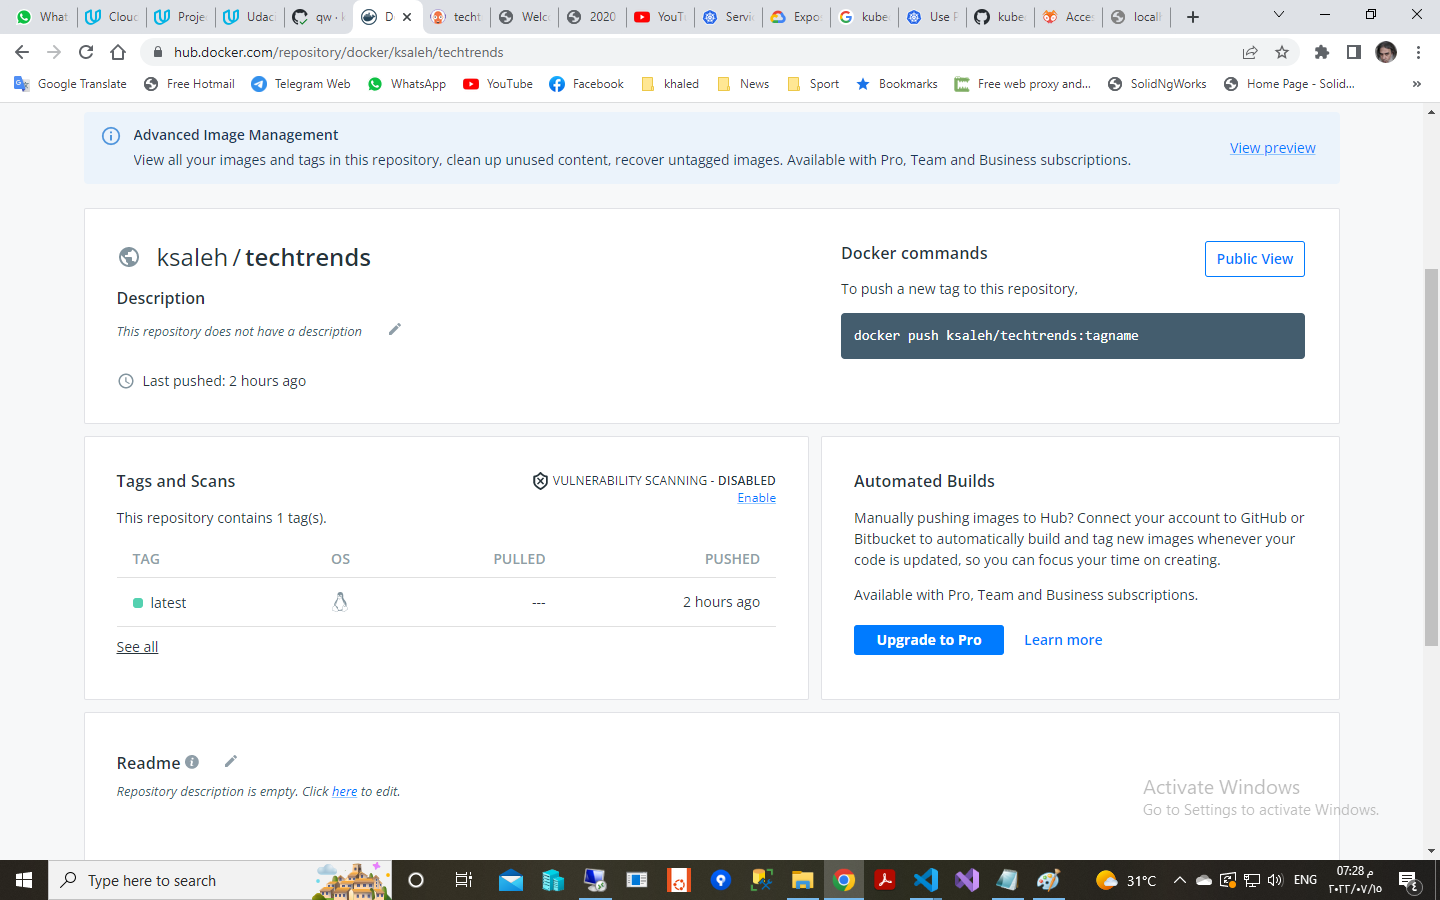 What
Clouc
Proje
Udac
qw · k
D
techt
Welc
2020
YouTu
Servic
Expos
kube
Use P
kube
Acces
locall
hub.docker.com/repository/docker/ksaleh/techtrends
Google Translate
Free Hotmail
Telegram Web
WhatsApp
YouTube
Facebook
khaled
News
Sport
Bookmarks
Free web proxy and...
SolidNgWorks
Home Page - Solid...
»
Advanced Image Management
View all your images and tags in this repository, clean up unused content, recover untagged images. Available with Pro, Team and Business subscriptions.
View preview
ksaleh / techtrends
Description
This repository does not have a description
Last pushed: 2 hours ago
Docker commands
Public View
To push a new tag to this repository,
docker push ksaleh/techtrends:tagname
Tags and Scans
VULNERABILITY SCANNING - DISABLED
Enable
This repository contains 1 tag(s).
TAG OS PULLED PUSHED
latest --- 2 hours ago
See all
Automated Builds
Manually pushing images to Hub? Connect your account to GitHub or
Bitbucket to automatically build and tag new images whenever your
code is updated, so you can focus your time on creating.
Available with Pro, Team and Business subscriptions.
Upgrade to Pro
Learn more
Readme
Repository description is empty. Click here to edit.
Activate Windows
Go to Settings to activate Windows.
Type here to search
31°C
ENG
07:28 م
٢٠٢٢/٠٧/١٥
٤